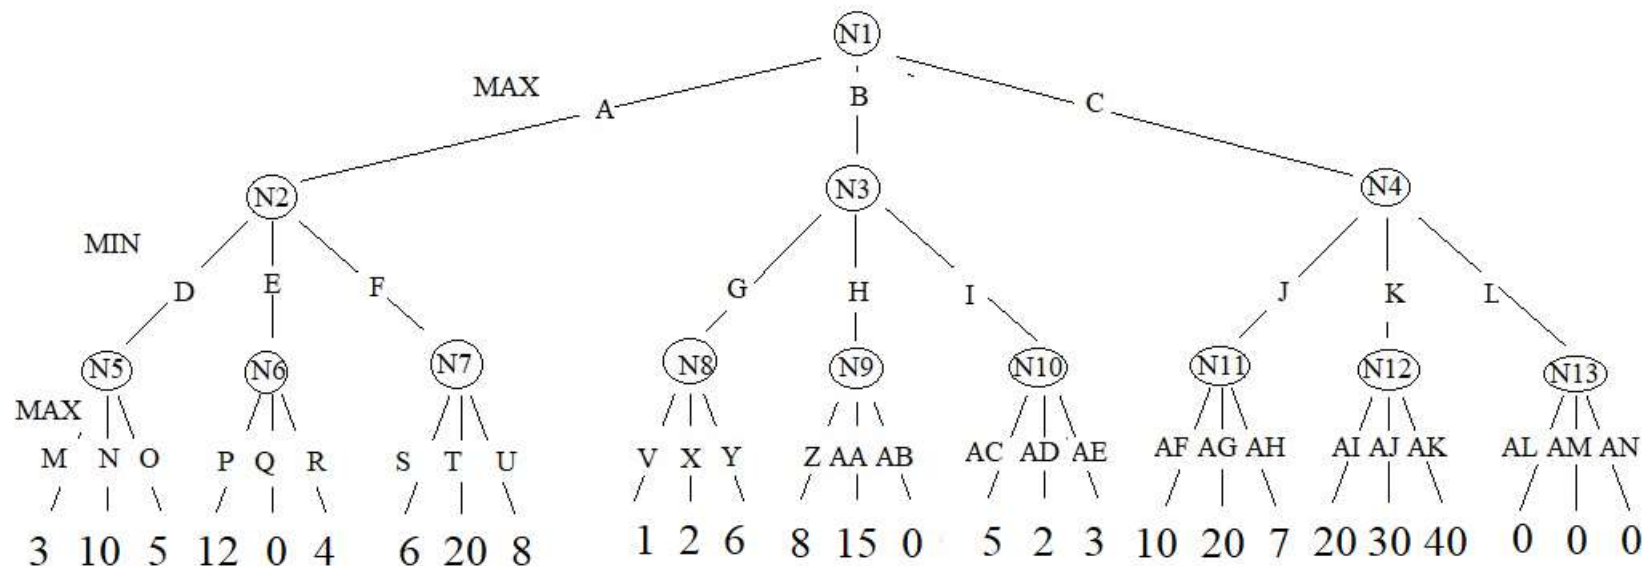 N1
MAX A B C
N2 N3 N4
MIN D E F G H I J K L
N5 N6 N7 N8 N9 N10 N11 N12 N13
MAX
M N O P Q R S T U V X Y Z AA AB AC AD AE AF AG AH AI AJ AK AL AM AN
3 10 5 12 0 4 6 20 8 1 2 6 8 15 0 5 2 3 10 20 7 20 30 40 0 0 0